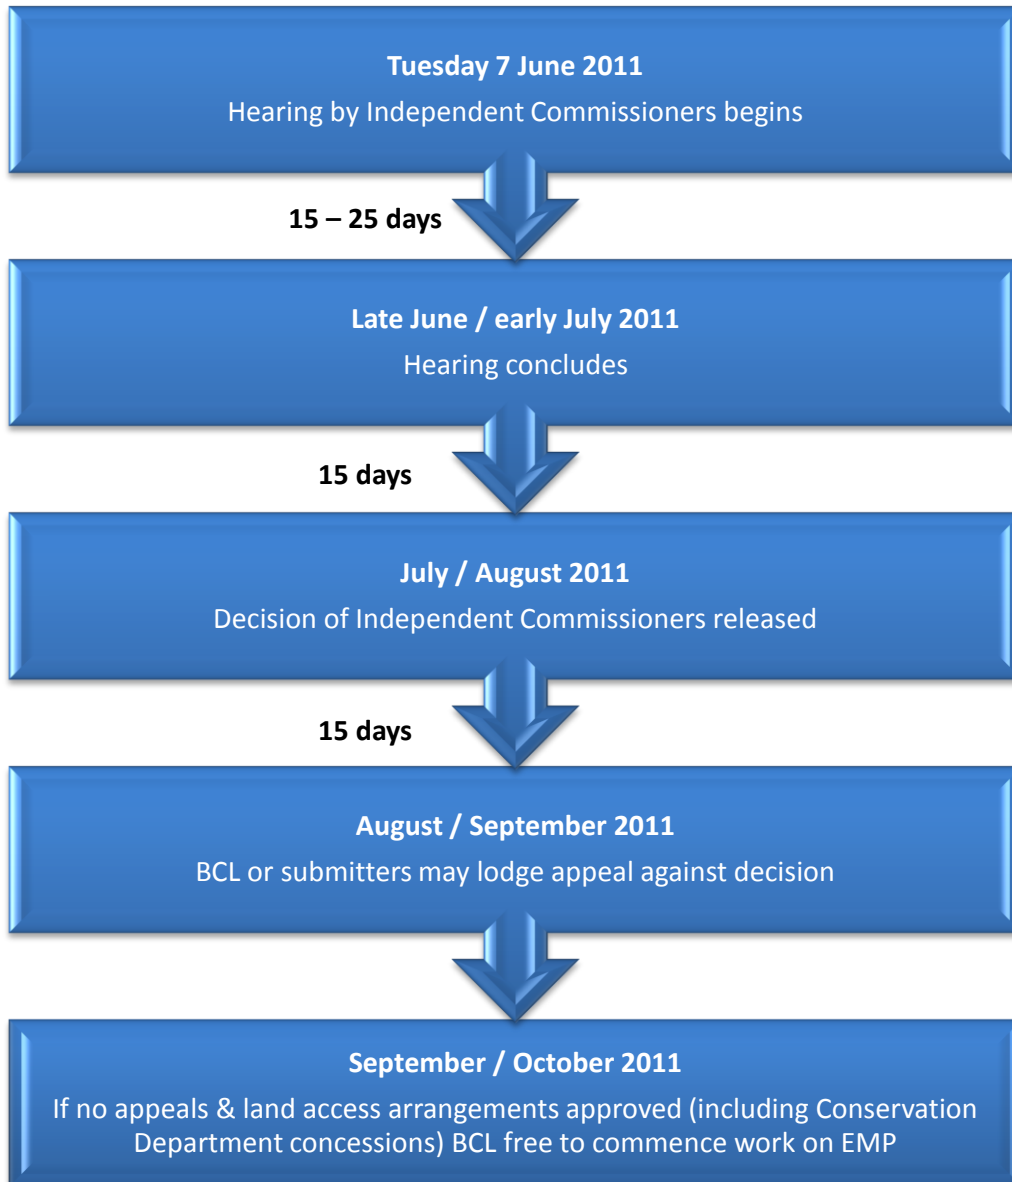 Tuesday 7 June 2011
Hearing by Independent Commissioners begins
15 – 25 days
Late June / early July 2011
Hearing concludes
15 days
July / August 2011
Decision of Independent Commissioners released
15 days
August / September 2011
BCL or submitters may lodge appeal against decision
September / October 2011
If no appeals & land access arrangements approved (including Conservation
Department concessions) BCL free to commence work on EMP